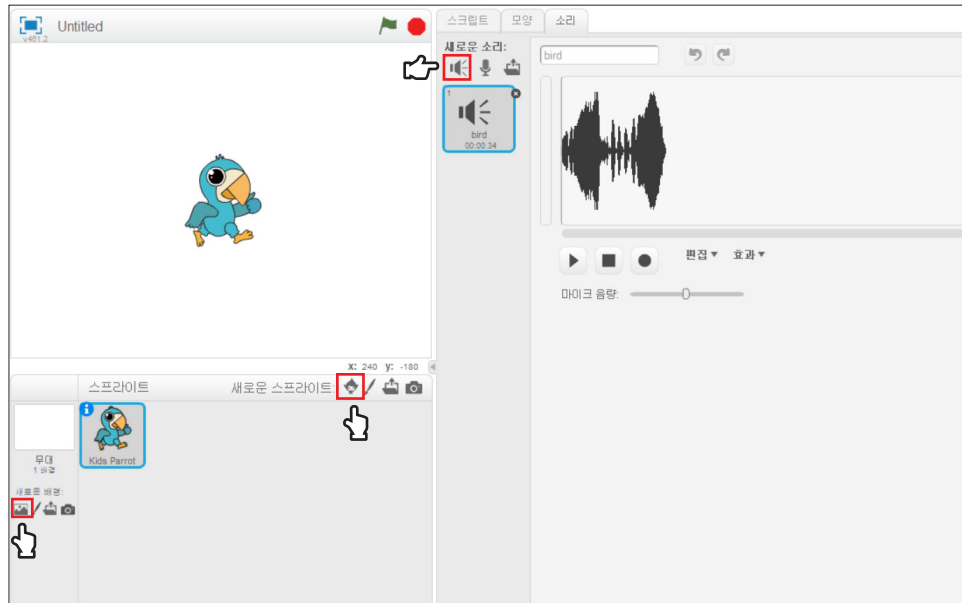 Untitled
v461.2
스크립트 모양 소리
새로운 소리:
bird
1
bird
00:00.34
편집 효과
마이크 음량:
x: 240 y: -180
스프라이트 새로운 스프라이트:
무대
1 배경
Kids Parrot
새로운 배경: